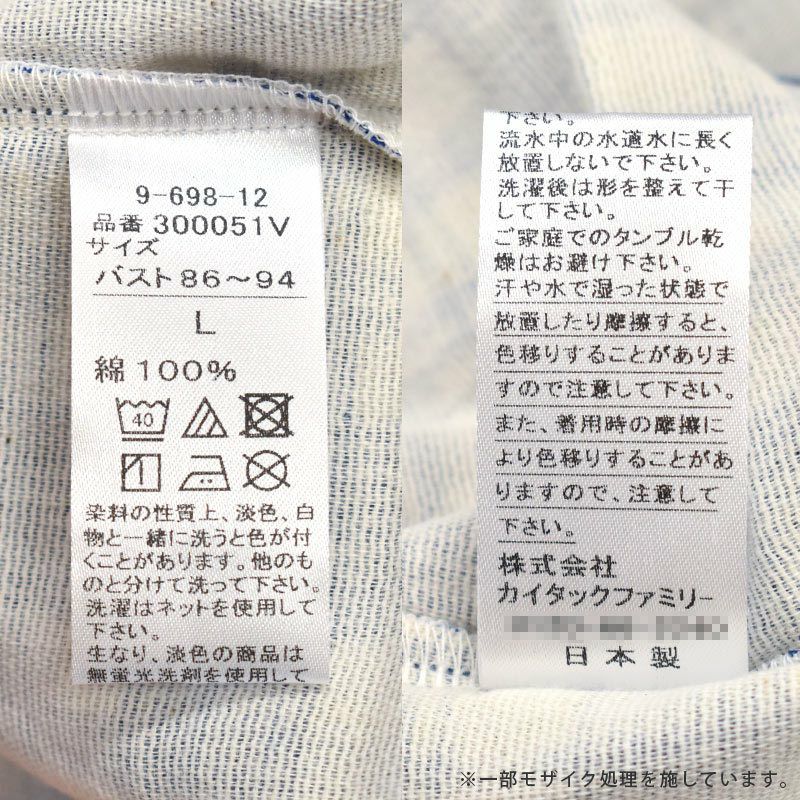 9-698-12
品番 300051V
サイズ
バスト86～94
L
綿 100%
40
染料の性質上、淡色、白
物と一緒に洗うと色が付
くことがあります。他のも
のと分けて洗って下さい。
洗濯はネットを使用して
下さい。
生なり、淡色の商品は
無蛍光洗剤を使用して
下さい。
流水中の水道水に長く
放置しないで下さい。
洗濯後は形を整えて干
して下さい。
ご家庭でのタンブル乾
燥はお避け下さい。
汗や水で湿った状態で
放置したり摩擦すると、
色移りすることがありま
すので注意して下さい。
また、着用時の摩擦に
より色移りすることがあ
りますので、注意して
下さい。
株式会社
カイタックファミリー
日本製
※一部モザイク処理を施しています。